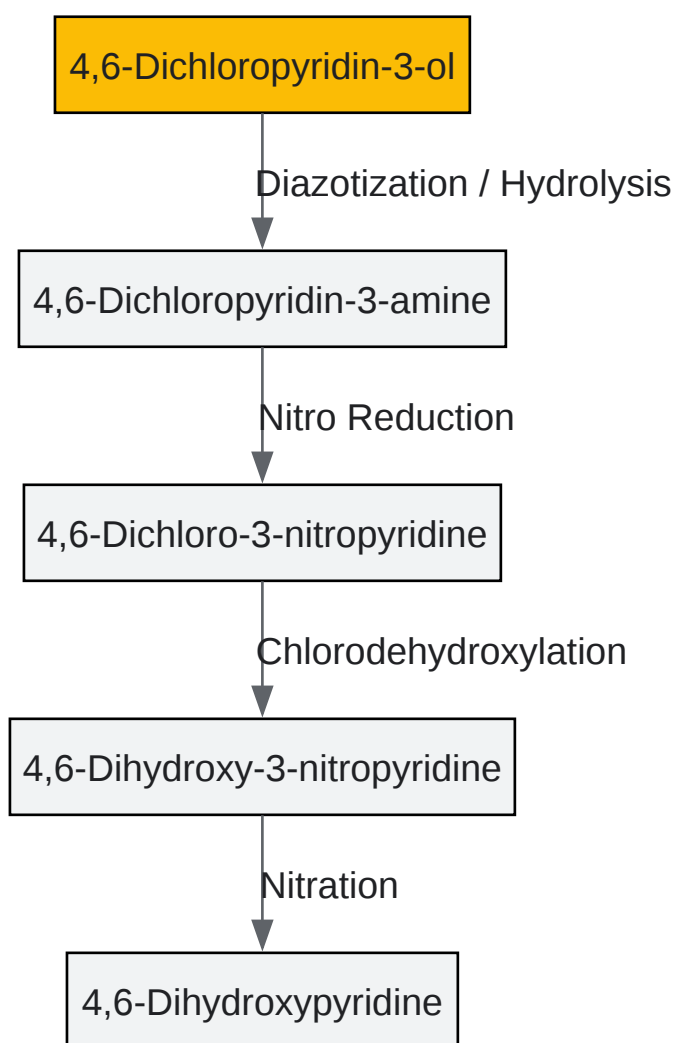 4,6-Dichloropyridin-3-ol
Diazotization / Hydrolysis
4,6-Dichloropyridin-3-amine
Nitro Reduction
4,6-Dichloro-3-nitropyridine
Chlorodehydroxylation
4,6-Dihydroxy-3-nitropyridine
Nitration
4,6-Dihydroxypyridine